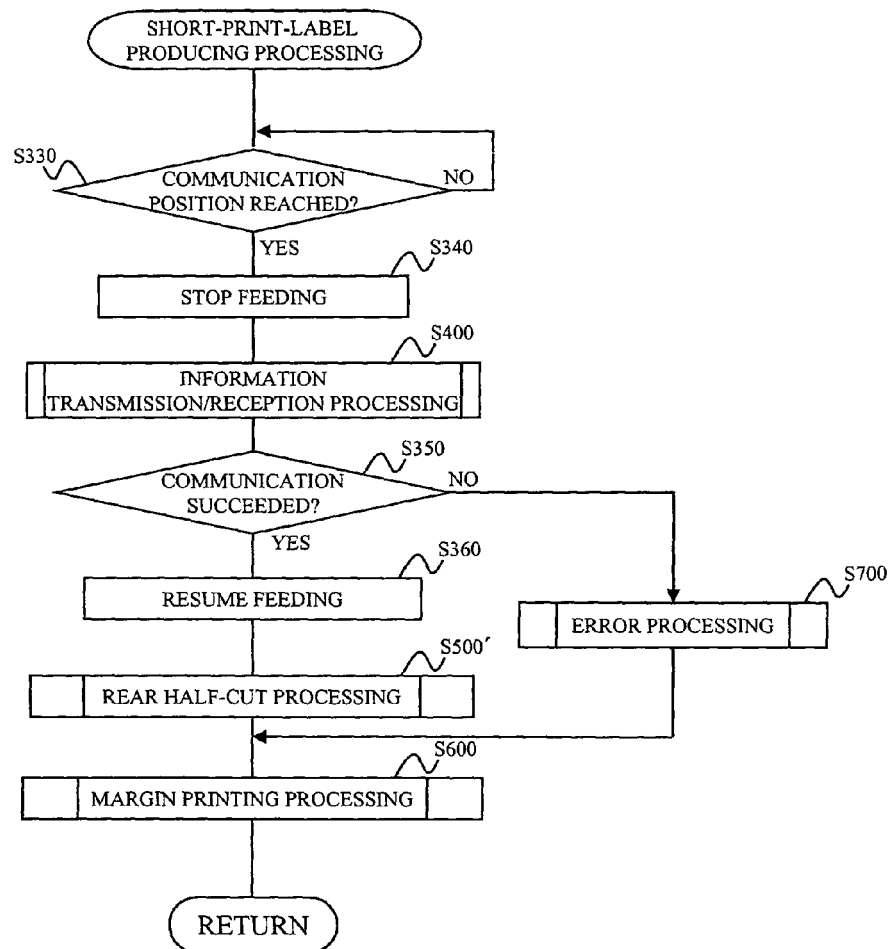 SHORT-PRINT-LABEL
PRODUCING PROCESSING
S330
COMMUNICATION
POSITION REACHED?
NO
YES
S340
STOP FEEDING
S400
INFORMATION
TRANSMISSION/RECEPTION PROCESSING
S350
COMMUNICATION
SUCCEEDED?
NO
YES
S360
RESUME FEEDING
S700
ERROR PROCESSING
S500′
REAR HALF-CUT PROCESSING
S600
MARGIN PRINTING PROCESSING
RETURN